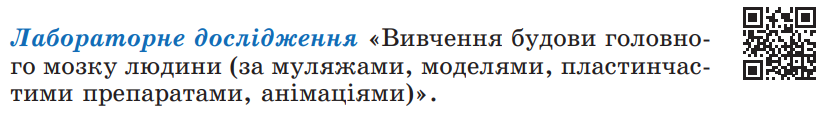 Лабораторне дослідження «Вивчення будови головно-
го мозку людини (за муляжами, моделями, пластинчас-
тими препаратами, анімаціями)».